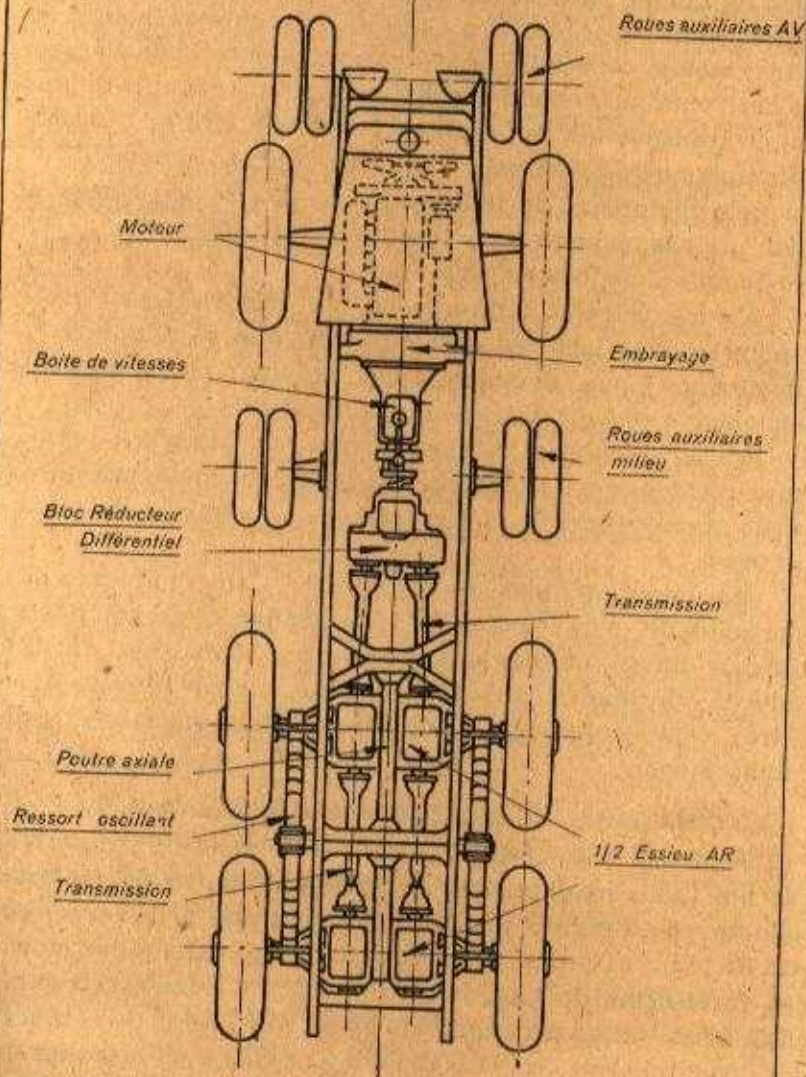 Roues auxiliaires AV
Moteur
Boite de vitesses
Embrayage
Roues auxiliaires
milieu
Bloc Réducteur
Différentiel
Transmission
Poutre axiale
Ressort oscillant
1/2 Essieu AR
Transmission